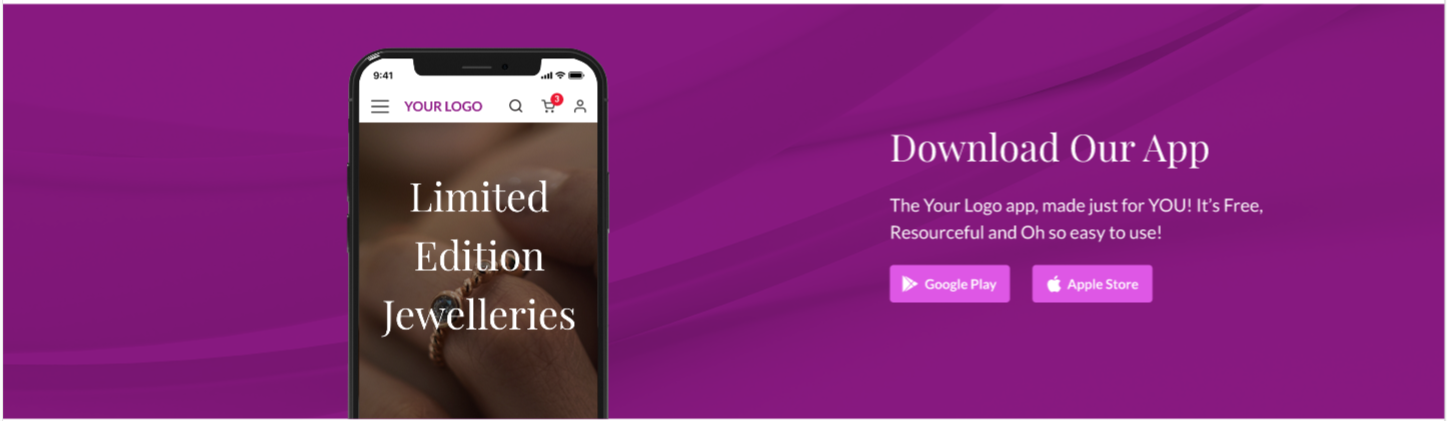 9:41
YOUR LOGO
3
Limited
Edition
Jewelleries
Download Our App
The Your Logo app, made just for YOU! It's Free,
Resourceful and Oh so easy to use!
Google Play
Apple Store